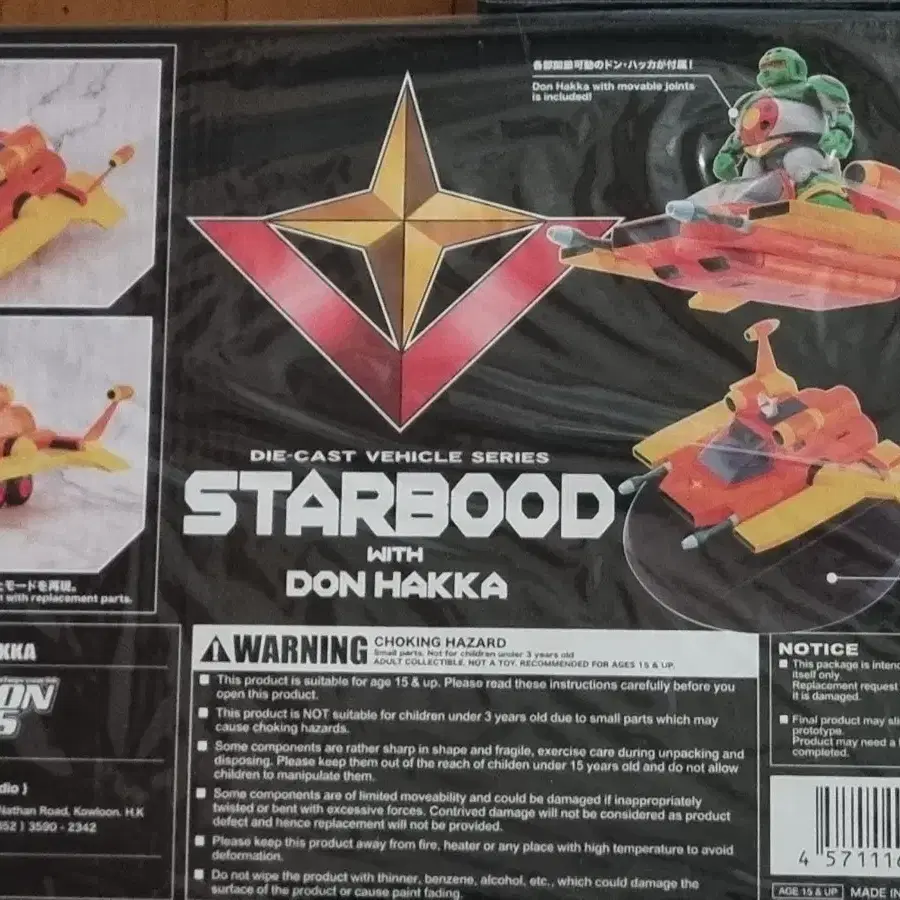 各部関節可動のドン・ハッカが付属!
Don Hakka with movable joints
is included!
DIE-CAST VEHICLE SERIES
STARBOOD
WITH
DON HAKKA
モードを再現。
with replacement parts.
KKA
ON
S
dio )
Nathan Road, Kowloon. H.K
852 ) 3590 - 2342
WARNING
CHOKING HAZARD
Small parts. Not for children under 3 years old
ADULT COLLECTIBLE. NOT A TOY. RECOMMENDED FOR AGES 15 & UP.
This product is suitable for age 15 & up. Please read these instructions carefully before you
open this product.
This product is NOT suitable for children under 3 years old due to small parts which may
cause choking hazards.
Some components are rather sharp in shape and fragile, exercise care during unpacking and
disposing. Please keep them out of the reach of childen under 15 years old and do not allow
children to manipulate them.
Some components are of limited moveability and could be damaged if inappropriately
twisted or bent with excessive forces. Contrived damage will not be considered as product
defect and hence replacement will not be provided.
Please keep this product away from fire, heater or any place with high temperature to avoid
deformation.
Do not wipe the product with thinner, benzene, alcohol, etc., which could damage the
surface of the product or cause paint fading.
NOTICE
This package is intend
itself only.
Replacement request
it is damaged.
Final product may sli
prototype.
Product may need a
completed.
4 571116
AGE 15 & UP
MADE IN